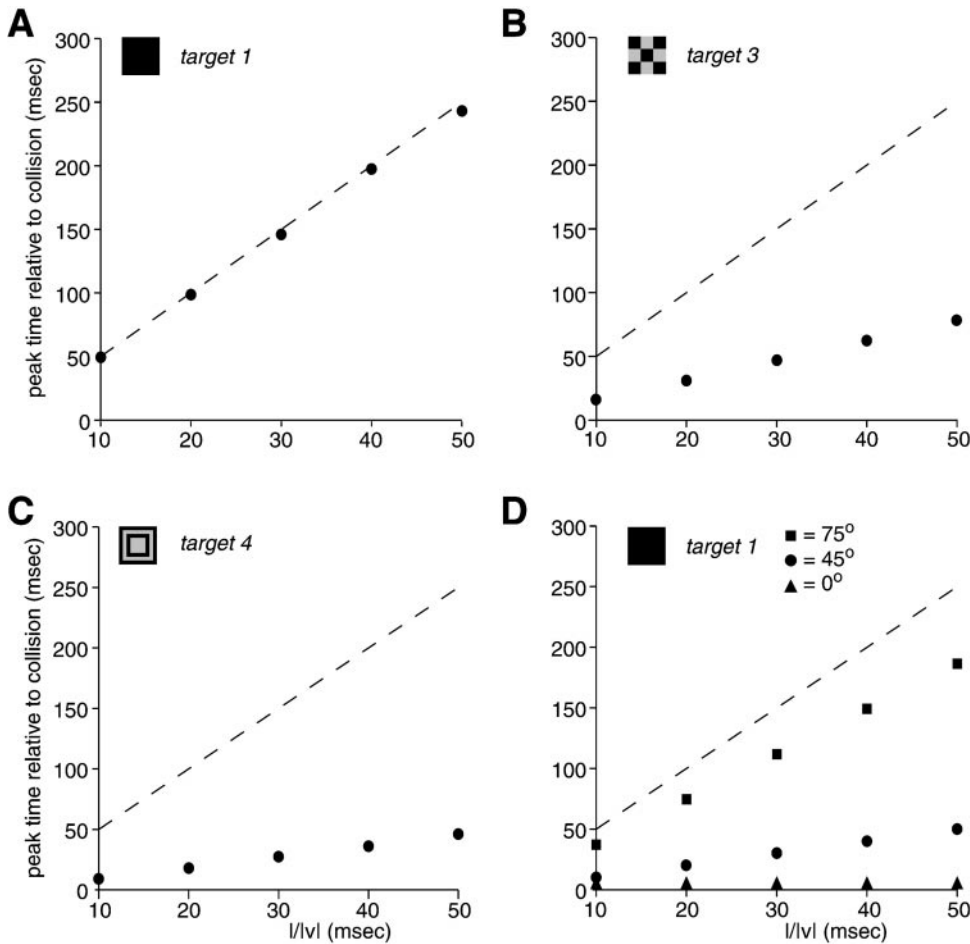 A
target 1
peak time relative to collision (msec)
300
250
200
150
100
50
0
10 20 30 40 50
B
target 3
300
250
200
150
100
50
0
10 20 30 40 50
C
target 4
peak time relative to collision (msec)
300
250
200
150
100
50
0
10 20 30 40 50
l/|v| (msec)
D
target 1
■ = 75°
● = 45°
▲ = 0°
300
250
200
150
100
50
0
10 20 30 40 50
l/|v| (msec)